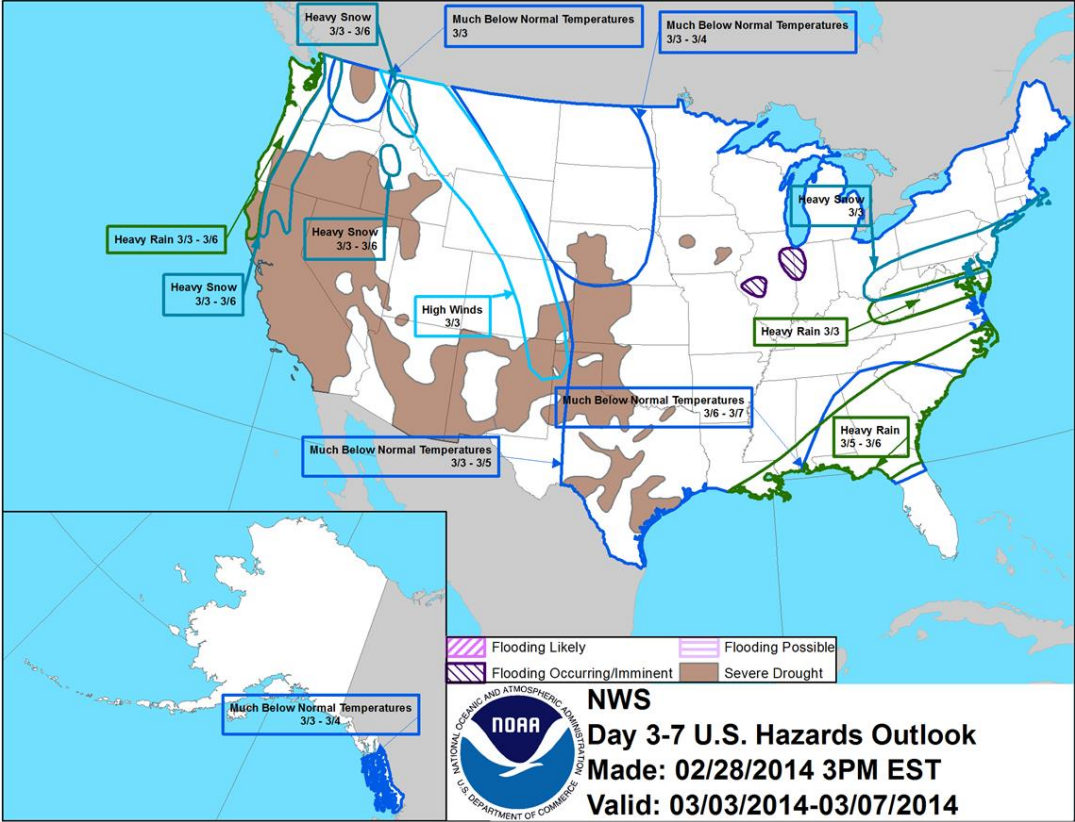 Heavy Snow
3/3 - 3/6
Much Below Normal Temperatures
3/3
Much Below Normal Temperatures
3/3 - 3/4
Heavy Snow
3/3
Heavy Rain 3/3 - 3/6
Heavy Snow
3/3 - 3/6
Heavy Snow
3/3 - 3/6
High Winds
3/3
Heavy Rain 3/3
Much Below Normal Temperatures
3/6 - 3/7
Heavy Rain
3/5 - 3/6
Much Below Normal Temperatures
3/3 - 3/5
Much Below Normal Temperatures
3/3 - 3/4
Flooding Likely
Flooding Possible
Flooding Occurring/Imminent
Severe Drought
NATIONAL OCEANIC AND ATMOSPHERIC ADMINISTRATION
NOAA
U.S. DEPARTMENT OF COMMERCE
NWS
Day 3-7 U.S. Hazards Outlook
Made: 02/28/2014 3PM EST
Valid: 03/03/2014-03/07/2014